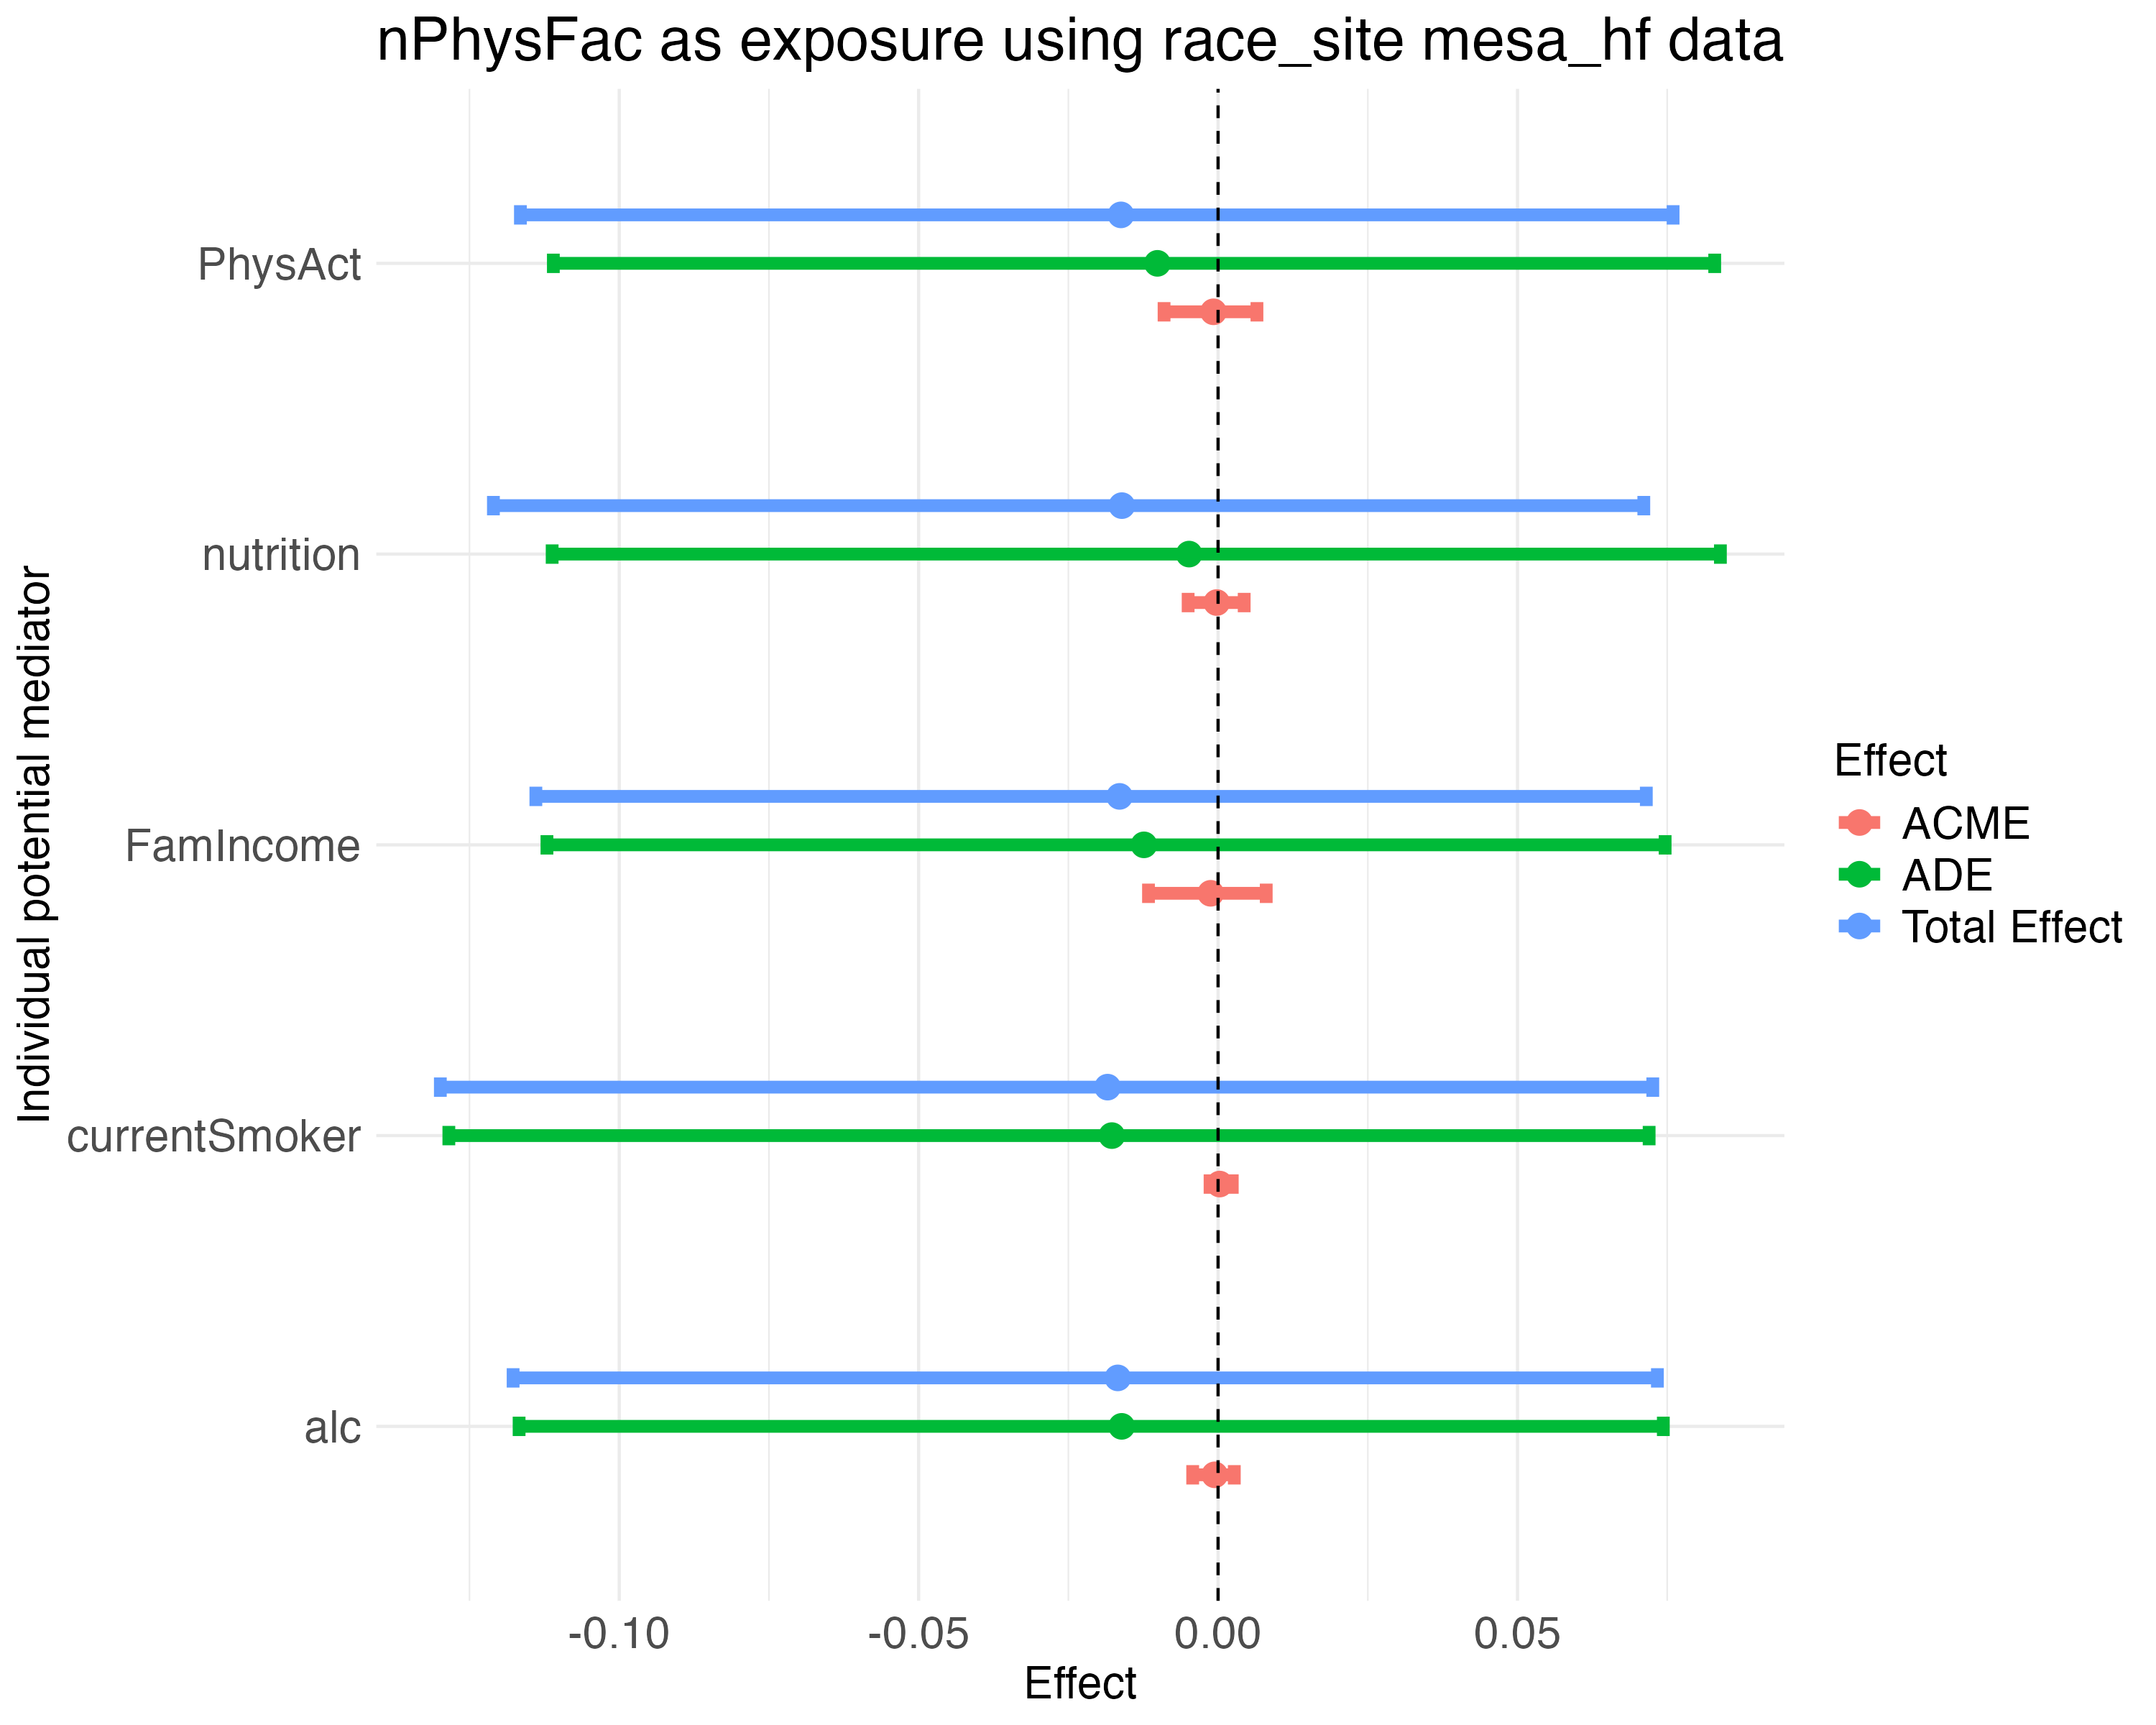 nPhysFac as exposure using race_site mesa_hf data
Individual potential mediator
PhysAct
nutrition
FamIncome
currentSmoker
alc
-0.10
-0.05
0.00
0.05
Effect
Effect
ACME
ADE
Total Effect